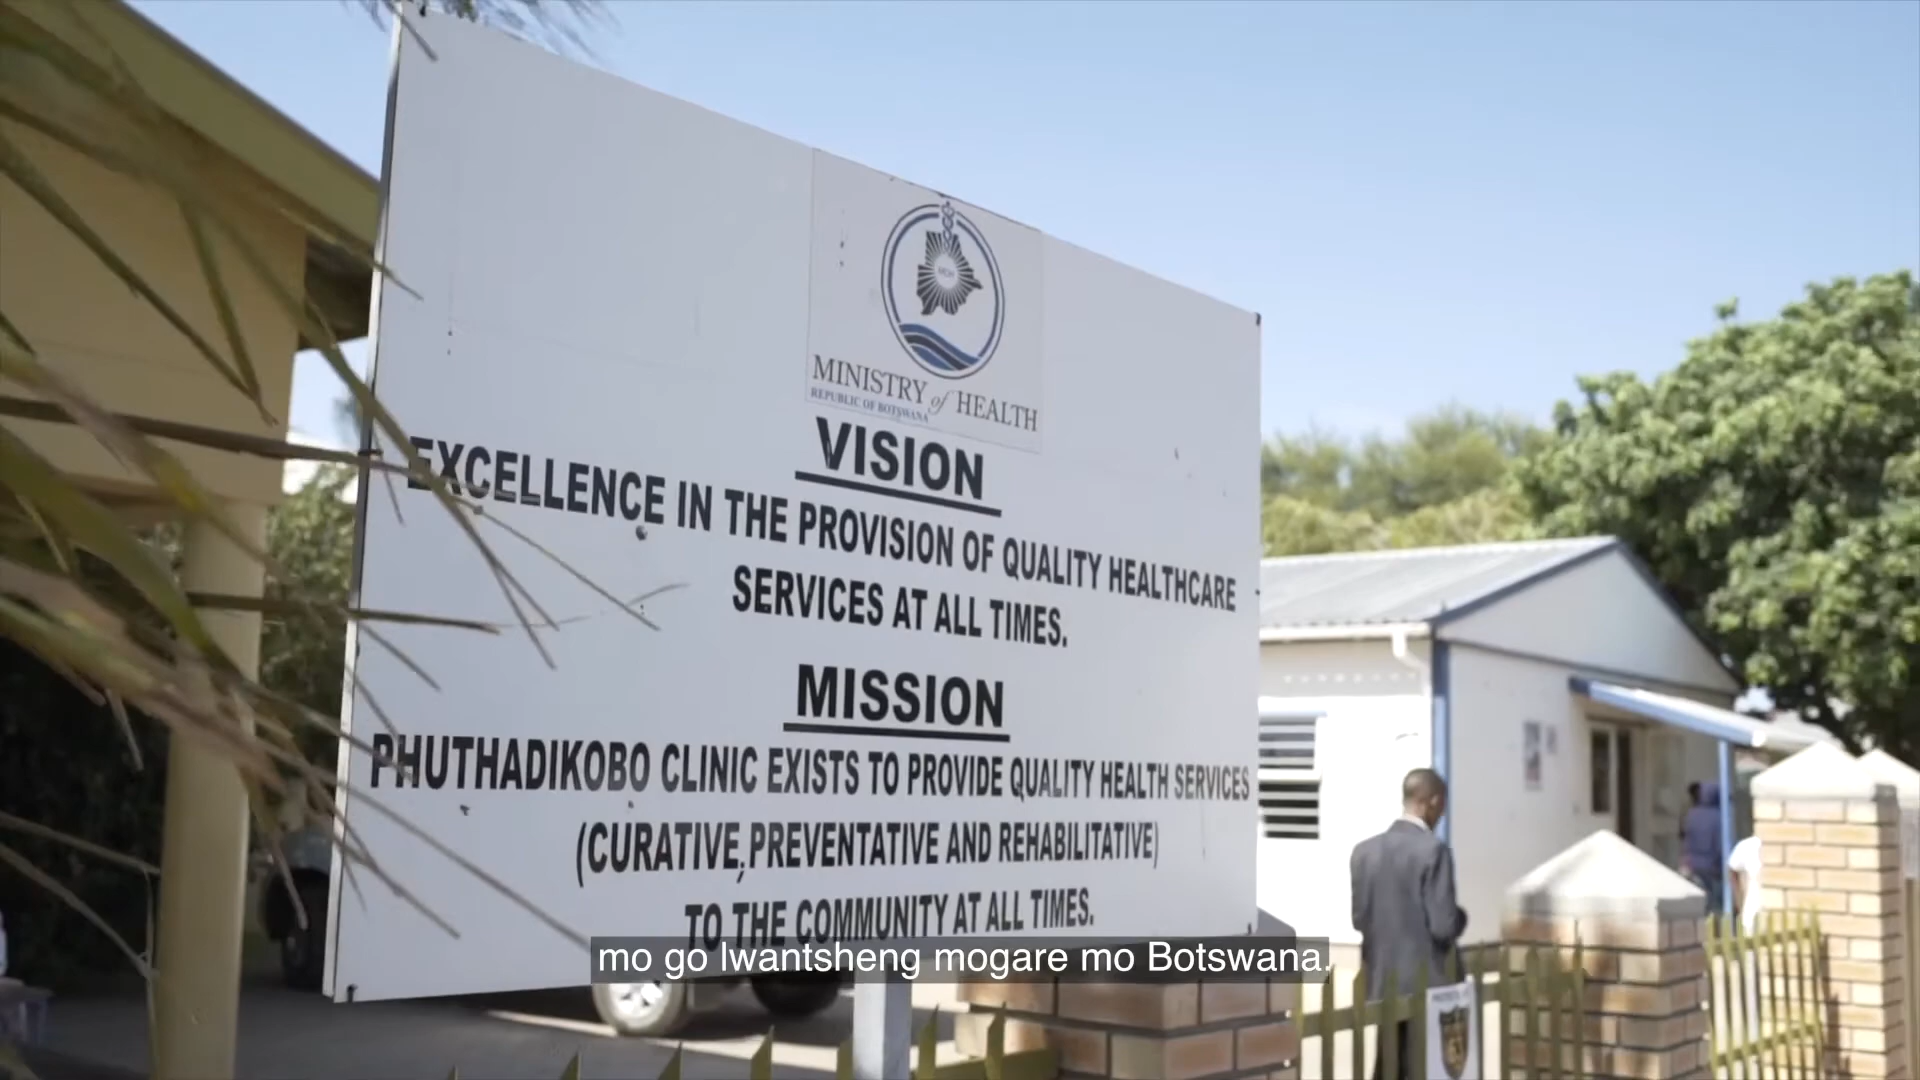 MINISTRY of HEALTH
REPUBLIC OF BOTSWANA
VISION
EXCELLENCE IN THE PROVISION OF QUALITY HEALTHCARE
SERVICES AT ALL TIMES.
MISSION
PHUTHADIKOBO CLINIC EXISTS TO PROVIDE QUALITY HEALTH SERVICES
(CURATIVE, PREVENTATIVE AND REHABILITATIVE)
TO THE COMMUNITY AT ALL TIMES.
mo go lwantsheng mogare mo Botswana.